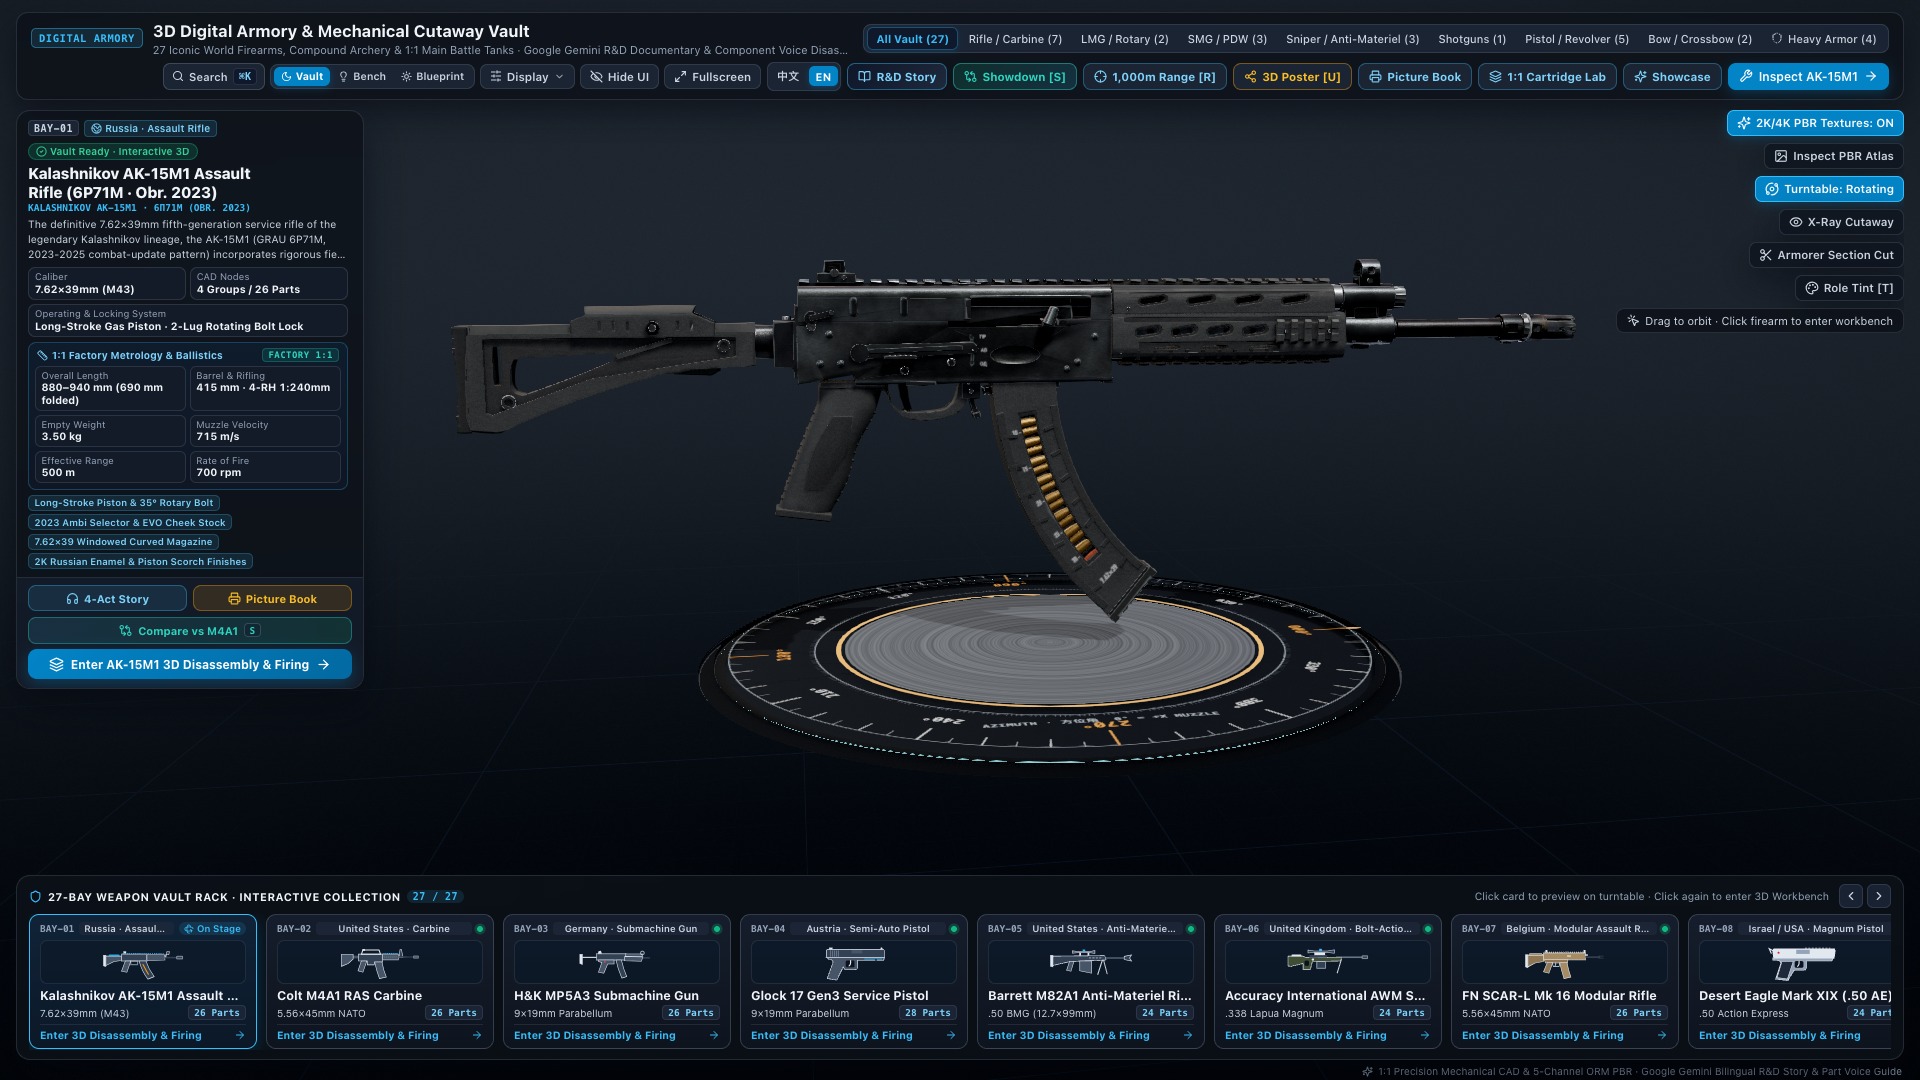 DIGITAL ARMORY
3D Digital Armory & Mechanical Cutaway Vault
27 Iconic World Firearms, Compound Archery & 1:1 Main Battle Tanks · Google Gemini R&D Documentary & Component Voice Disas...
All Vault (27)
Rifle / Carbine (7)
LMG / Rotary (2)
SMG / PDW (3)
Sniper / Anti-Materiel (3)
Shotguns (1)
Pistol / Revolver (5)
Bow / Crossbow (2)
Heavy Armor (4)
Search ⌘K
Vault
Bench
Blueprint
Display
Hide UI
Fullscreen
中文
EN
R&D Story
Showdown [S]
1,000m Range [R]
3D Poster [U]
Picture Book
1:1 Cartridge Lab
Showcase
Inspect AK-15M1 →
BAY-01
Russia · Assault Rifle
Vault Ready · Interactive 3D
Kalashnikov AK-15M1 Assault
Rifle (6P71M · Obr. 2023)
KALASHNIKOV AK-15M1 · 6П71M (OBR. 2023)
The definitive 7.62×39mm fifth-generation service rifle of the
legendary Kalashnikov lineage, the AK-15M1 (GRAU 6P71M,
2023-2025 combat-update pattern) incorporates rigorous fie...
Caliber
7.62×39mm (M43)
CAD Nodes
4 Groups / 26 Parts
Operating & Locking System
Long-Stroke Gas Piston · 2-Lug Rotating Bolt Lock
1:1 Factory Metrology & Ballistics
FACTORY 1:1
Overall Length
880–940 mm (690 mm
folded)
Barrel & Rifling
415 mm · 4-RH 1:240mm
Empty Weight
3.50 kg
Muzzle Velocity
715 m/s
Effective Range
500 m
Rate of Fire
700 rpm
Long-Stroke Piston & 35° Rotary Bolt
2023 Ambi Selector & EVO Cheek Stock
7.62×39 Windowed Curved Magazine
2K Russian Enamel & Piston Scorch Finishes
4-Act Story
Picture Book
Compare vs M4A1 S
Enter AK-15M1 3D Disassembly & Firing →
2K/4K PBR Textures: ON
Inspect PBR Atlas
Turntable: Rotating
X-Ray Cutaway
Armorer Section Cut
Role Tint [T]
Drag to orbit · Click firearm to enter workbench
210°
240°
AZIMUTH · 方位角
270°
MUZZLE
27-BAY WEAPON VAULT RACK · INTERACTIVE COLLECTION
27 / 27
Click card to preview on turntable · Click again to enter 3D Workbench
BAY-01
Russia · Assaul...
On Stage
Kalashnikov AK-15M1 Assault ...
7.62×39mm (M43)
26 Parts
Enter 3D Disassembly & Firing →
BAY-02
United States · Carbine
Colt M4A1 RAS Carbine
5.56×45mm NATO
26 Parts
Enter 3D Disassembly & Firing →
BAY-03
Germany · Submachine Gun
H&K MP5A3 Submachine Gun
9×19mm Parabellum
26 Parts
Enter 3D Disassembly & Firing →
BAY-04
Austria · Semi-Auto Pistol
Glock 17 Gen3 Service Pistol
9×19mm Parabellum
28 Parts
Enter 3D Disassembly & Firing →
BAY-05
United States · Anti-Materie...
Barrett M82A1 Anti-Materiel Ri...
.50 BMG (12.7×99mm)
24 Parts
Enter 3D Disassembly & Firing →
BAY-06
United Kingdom · Bolt-Actio...
Accuracy International AWM S...
.338 Lapua Magnum
24 Parts
Enter 3D Disassembly & Firing →
BAY-07
Belgium · Modular Assault R...
FN SCAR-L Mk 16 Modular Rifle
5.56×45mm NATO
26 Parts
Enter 3D Disassembly & Firing →
BAY-08
Israel / USA · Magnum Pistol
Desert Eagle Mark XIX (.50 AE)
.50 Action Express
24 Part
Enter 3D Disassembly & Firing
1:1 Precision Mechanical CAD & 5-Channel ORM PBR · Google Gemini Bilingual R&D Story & Part Voice Guide